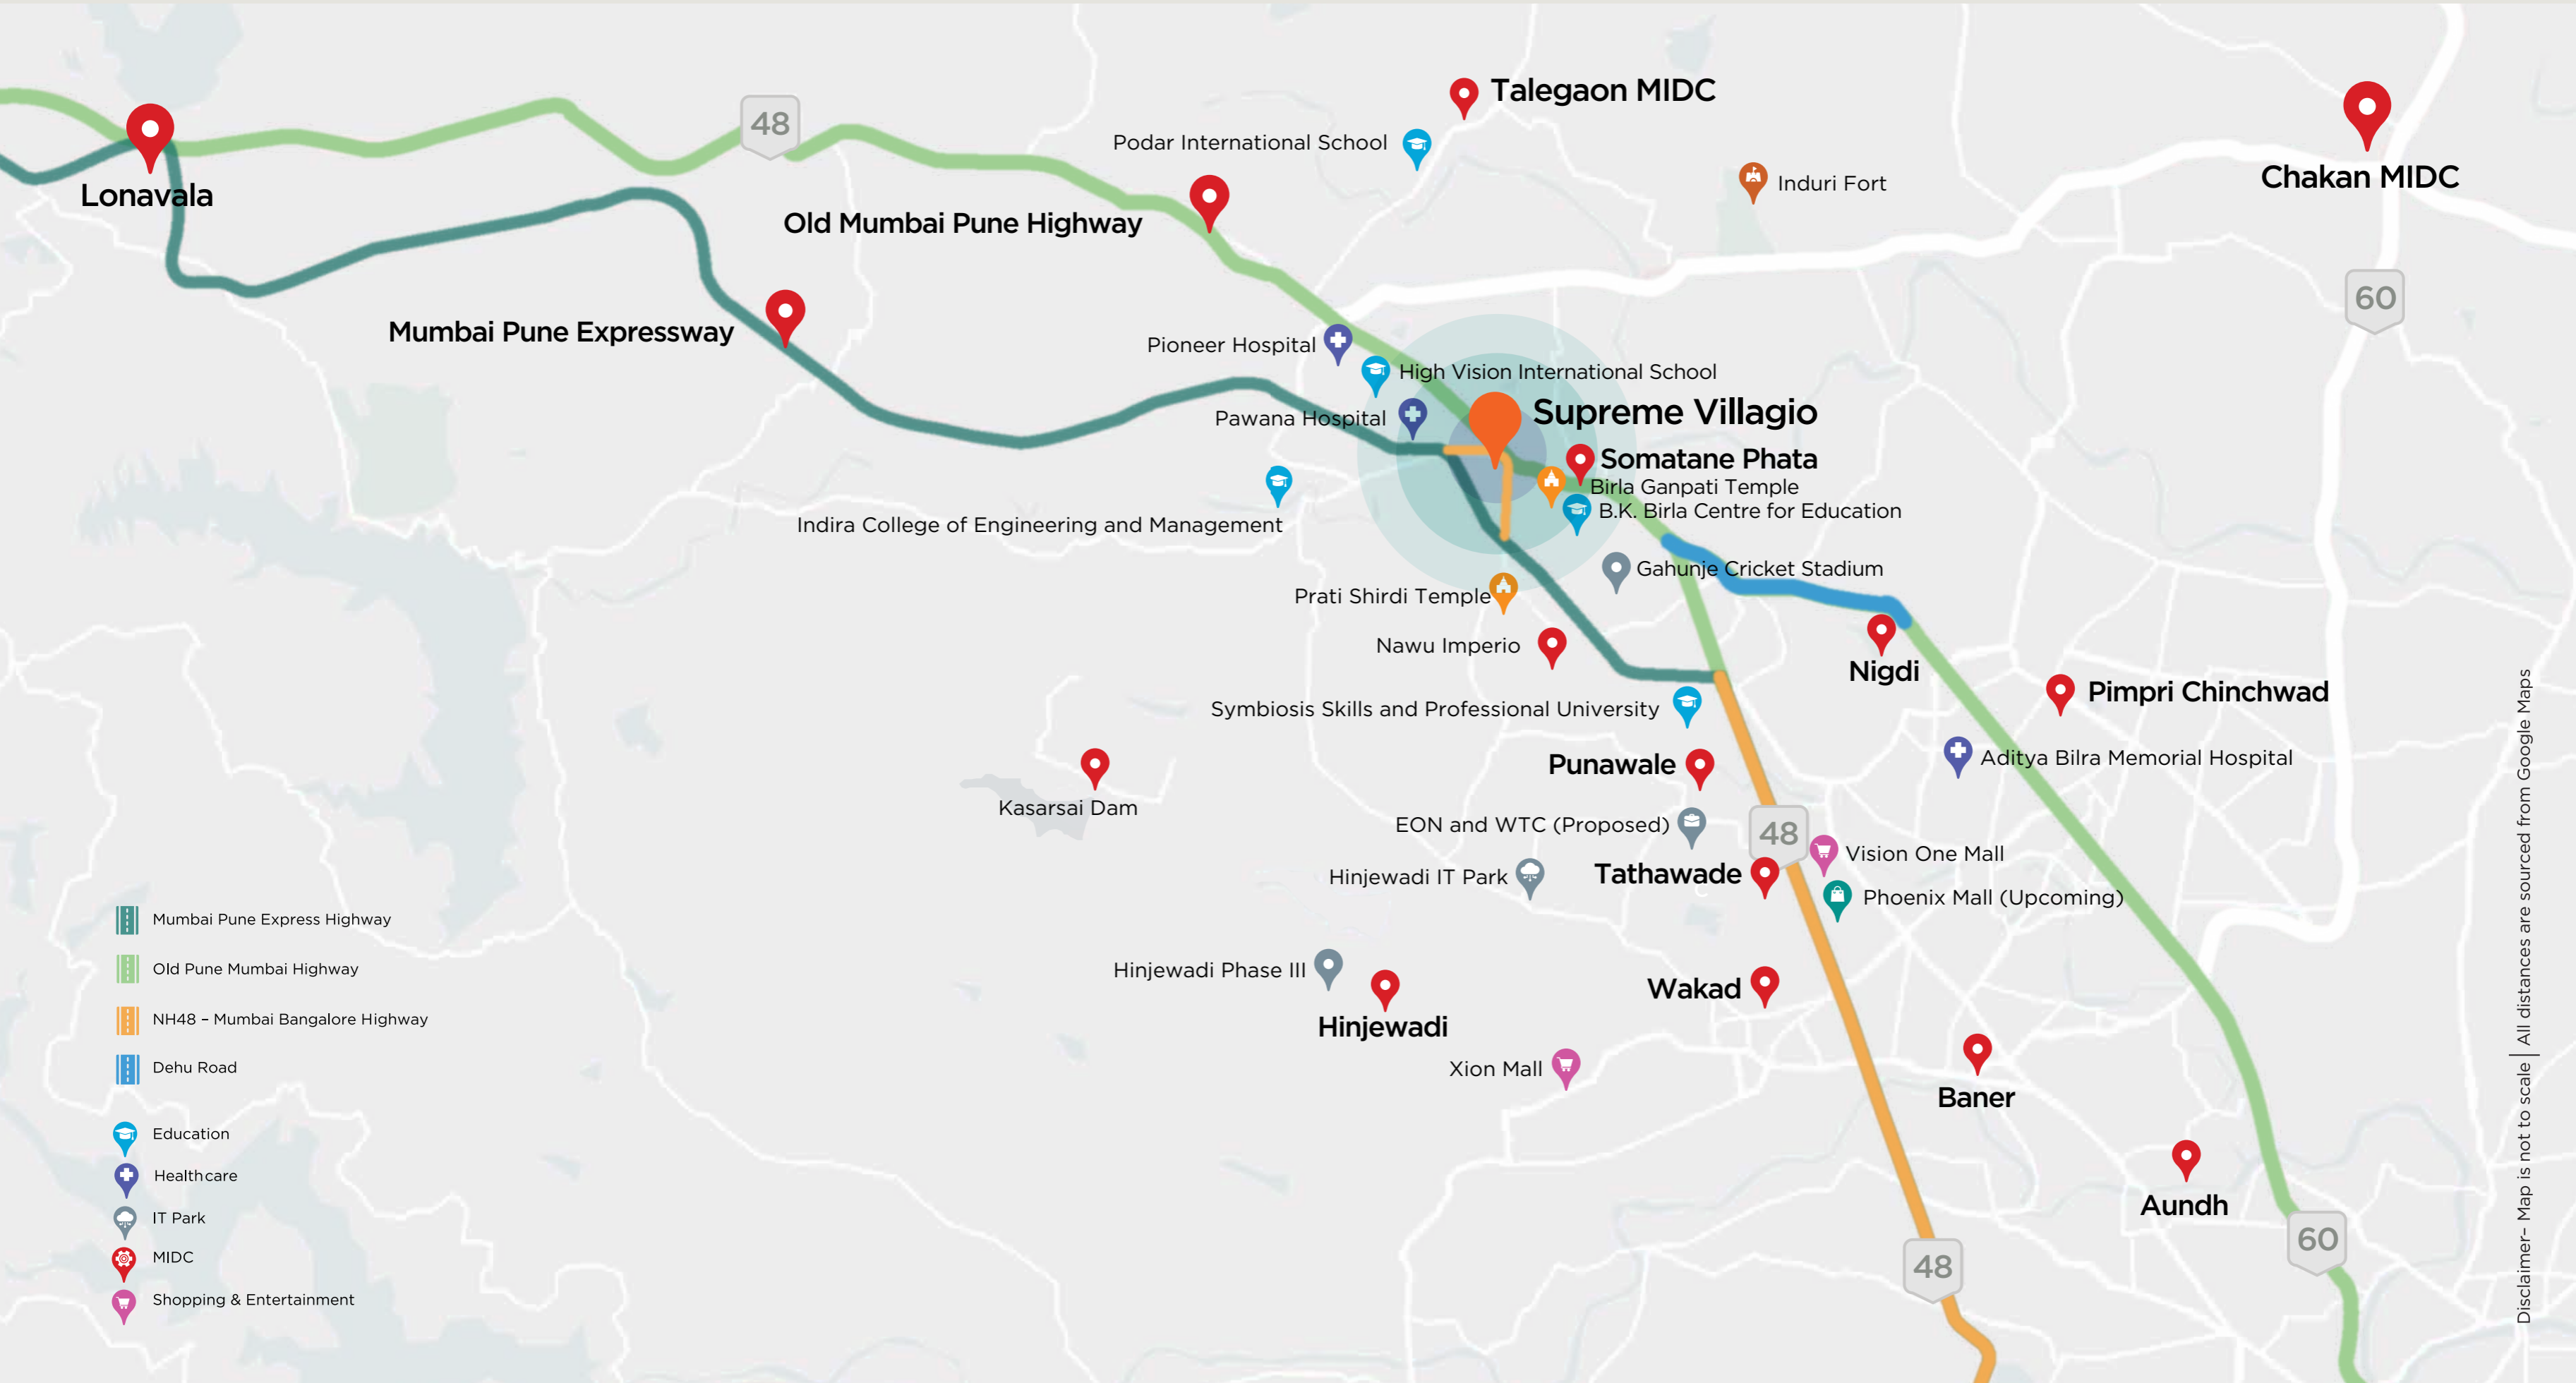 Talegaon MIDC
Podar International School
48
Induri Fort
Chakan MIDC
Lonavala
Old Mumbai Pune Highway
60
Mumbai Pune Expressway
Pioneer Hospital
High Vision International School
Pawana Hospital
Supreme Villagio
Somatane Phata
Birla Ganpati Temple
B.K. Birla Centre for Education
Indira College of Engineering and Management
Gahunje Cricket Stadium
Prati Shirdi Temple
Nawu Imperio
Nigdi
Pimpri Chinchwad
Symbiosis Skills and Professional University
Punawale
Aditya Bilra Memorial Hospital
Kasarsai Dam
EON and WTC (Proposed)
48
Vision One Mall
Hinjewadi IT Park
Tathawade
Phoenix Mall (Upcoming)
Hinjewadi Phase III
Hinjewadi
Wakad
Xion Mall
Baner
Aundh
60
48
Mumbai Pune Express Highway
Old Pune Mumbai Highway
NH48 – Mumbai Bangalore Highway
Dehu Road
Education
Healthcare
IT Park
MIDC
Shopping & Entertainment
Disclaimer– Map is not to scale | All distances are sourced from Google Maps